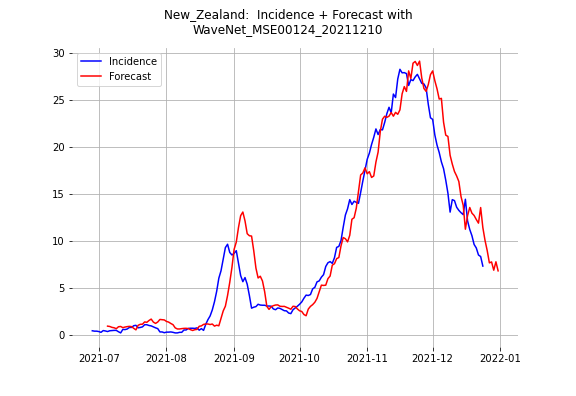 New_Zealand:  Incidence + Forecast with
WaveNet_MSE00124_20211210
Incidence
Forecast
30
25
20
15
10
5
0
2021-07 2021-08 2021-09 2021-10 2021-11 2021-12 2022-01